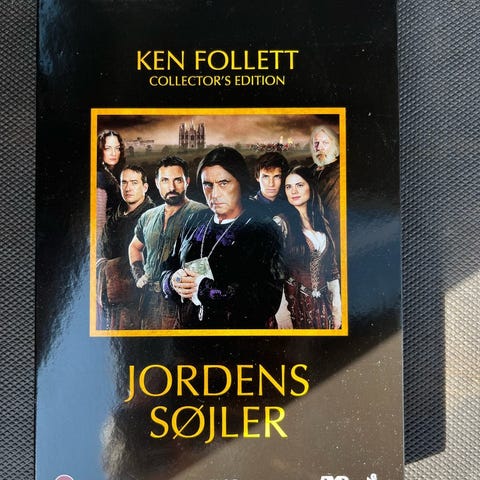 KEN FOLLETT
COLLECTOR'S EDITION
JORDENS
SØJLER